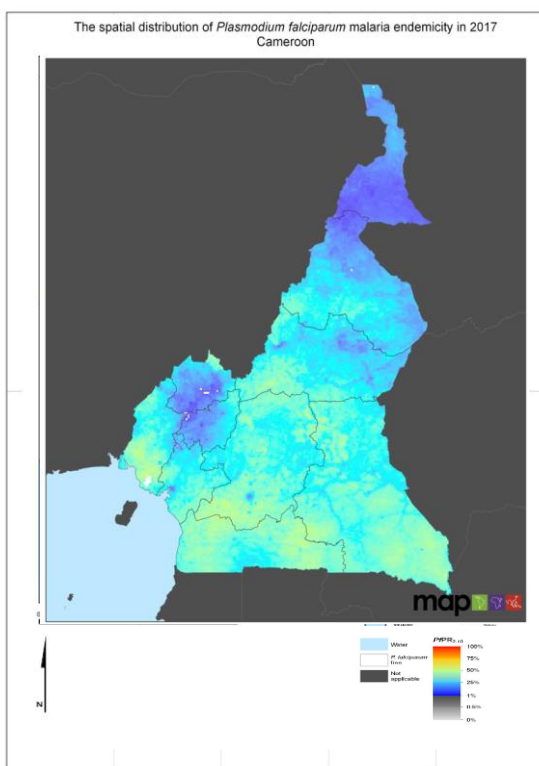 The spatial distribution of Plasmodium falciparum malaria endemicity in 2017
Cameroon
map
Water
P. falciparum
free
Not
applicable
PfPR
100%
75%
50%
25%
1%
0.5%
0%
N